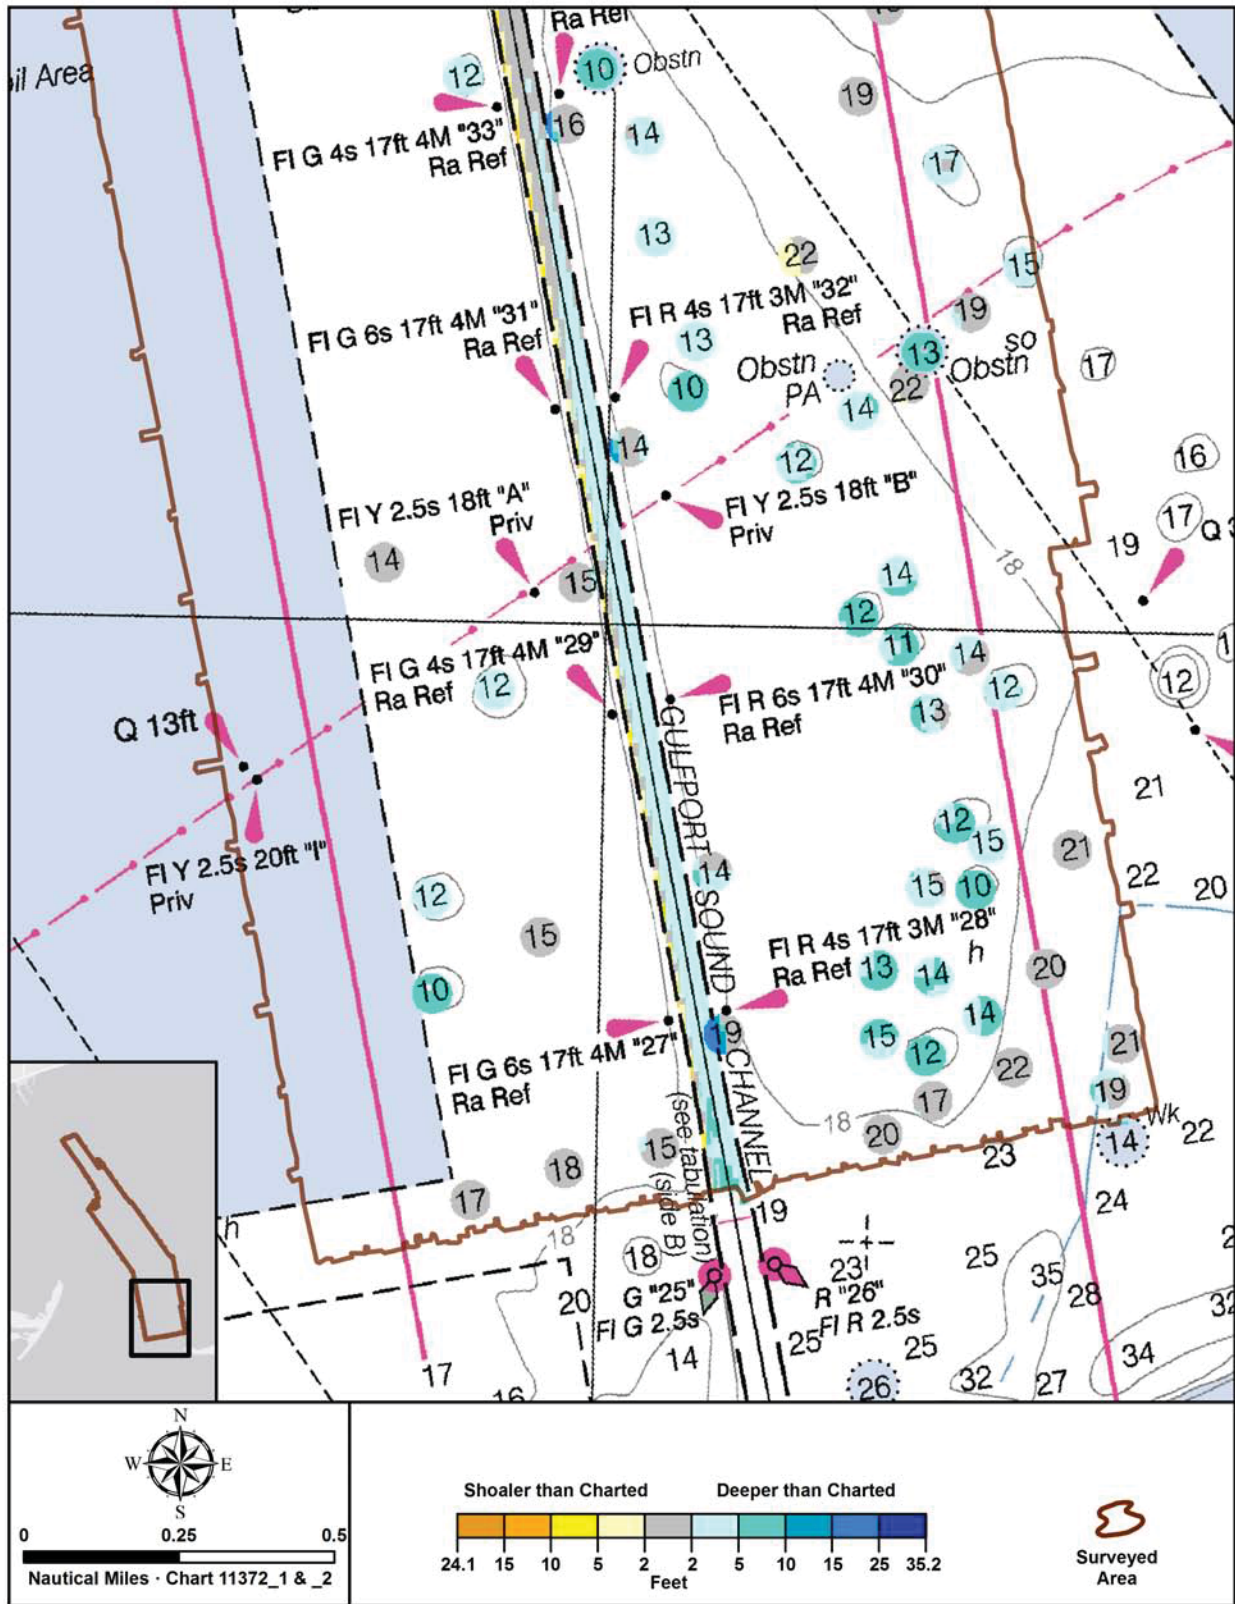 Ra Ref
10
Obstn
12
oil Area
19
16
14
Fl G 4s 17ft 4M "33"
Ra Ref
17
13
22
15
Fl R 4s 17ft 3M "32"
Ra Ref
Fl G 6s 17ft 4M "31"
Ra Ref
19
so
13
13
Obstn
17
Obstn
PA
10
22
14
14
12
16
Fl Y 2.5s 18ft "A"
Priv
Fl Y 2.5s 18ft "B"
Priv
17
19
14
15
18
14
12
11
14
Fl G 4s 17ft 4M "29"
Ra Ref
12
Fl R 6s 17ft 4M "30"
Ra Ref
12
12
13
Q 13ft
21
12
15
21
Fl Y 2.5s 20ft "I"
Priv
14
12
15
10
22
20
15
GULFPORT SOUND CHANNEL
(see tabulation)
(side B)
Fl R 4s 17ft 3M "28"
Ra Ref
h
13
14
20
10
14
19
15
12
21
Fl G 6s 17ft 4M "27"
Ra Ref
22
19
17
18
20
Wk
14
22
15
18
23
17
24
19
h
18
18
23
25
35
G "25"
Fl G 2.5s
R "26"
Fl R 2.5s
28
32
20
25
25
14
17
34
16
26
32
27
N
W
E
S
0
0.25
0.5
Nautical Miles · Chart 11372_1 & _2
Shoaler than Charted
Deeper than Charted
24.1 15 10 5 2 2 5 10 15 25 35.2
Feet
Surveyed
Area